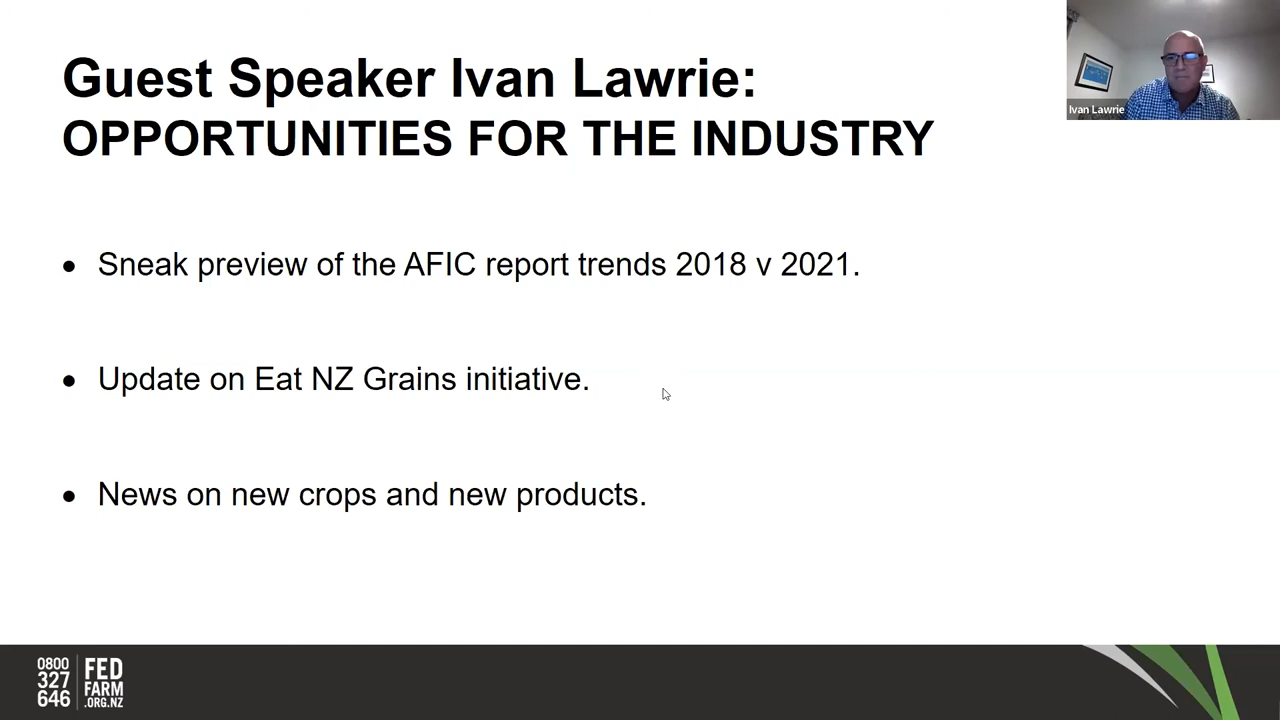 Guest Speaker Ivan Lawrie:
OPPORTUNITIES FOR THE INDUSTRY
Ivan Lawrie
• Sneak preview of the AFIC report trends 2018 v 2021.
• Update on Eat NZ Grains initiative.
• News on new crops and new products.
0800
327
646
FED
FARM
.ORG.NZ